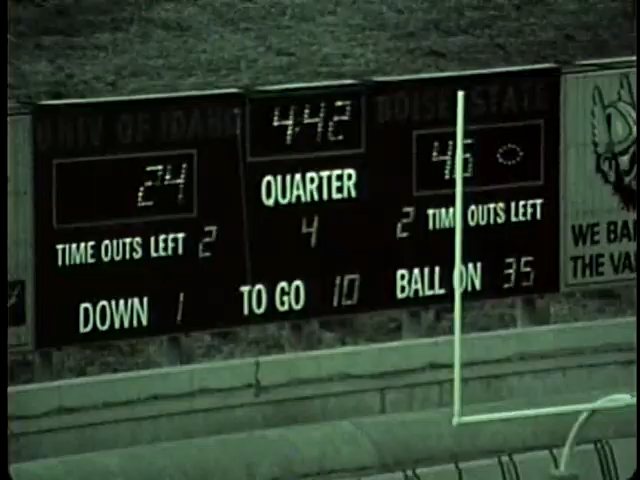 UNIV OF IDAHO 4:42 BOISE STATE
24 QUARTER 45
TIME OUTS LEFT 2 4 2 TIME OUTS LEFT
DOWN 1 TO GO 10 BALL ON 35
WE BA
THE VA